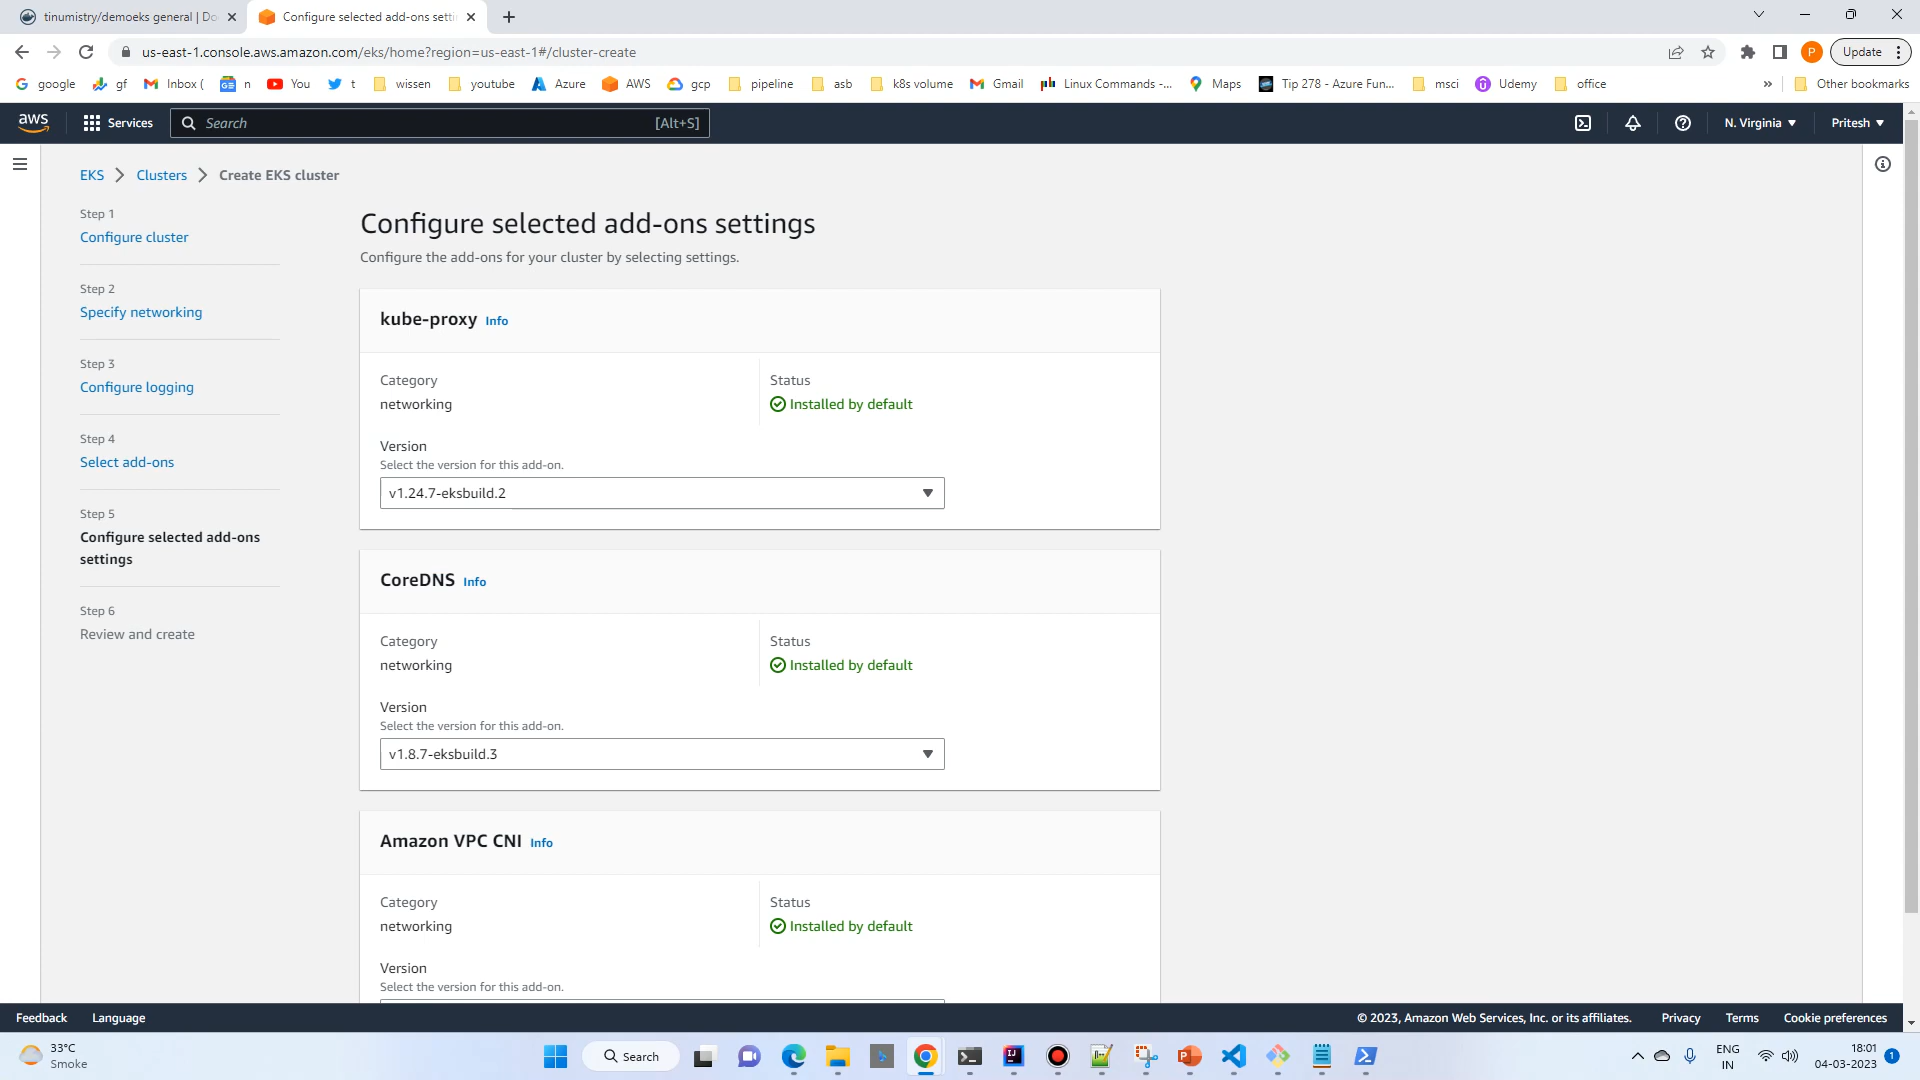 tinumistry/demoeks general | Do
Configure selected add-ons setti
us-east-1.console.aws.amazon.com/eks/home?region=us-east-1#/cluster-create
P
Update
google
gf
Inbox (
n
You
t
wissen
youtube
Azure
AWS
gcp
pipeline
asb
k8s volume
Gmail
Linux Commands -...
Maps
Tip 278 - Azure Fun...
msci
Udemy
office
»
Other bookmarks
aws
Services
Search
[Alt+S]
N. Virginia
Pritesh
EKS
Clusters
Create EKS cluster
Step 1
Configure cluster
Step 2
Specify networking
Step 3
Configure logging
Step 4
Select add-ons
Step 5
Configure selected add-ons
settings
Step 6
Review and create
Configure selected add-ons settings
Configure the add-ons for your cluster by selecting settings.
kube-proxy Info
Category
networking
Status
Installed by default
Version
Select the version for this add-on.
v1.24.7-eksbuild.2
CoreDNS Info
Category
networking
Status
Installed by default
Version
Select the version for this add-on.
v1.8.7-eksbuild.3
Amazon VPC CNI Info
Category
networking
Status
Installed by default
Version
Select the version for this add-on.
Feedback
Language
© 2023, Amazon Web Services, Inc. or its affiliates.
Privacy
Terms
Cookie preferences
33°C
Smoke
Search
ENG
IN
18:01
04-03-2023
1